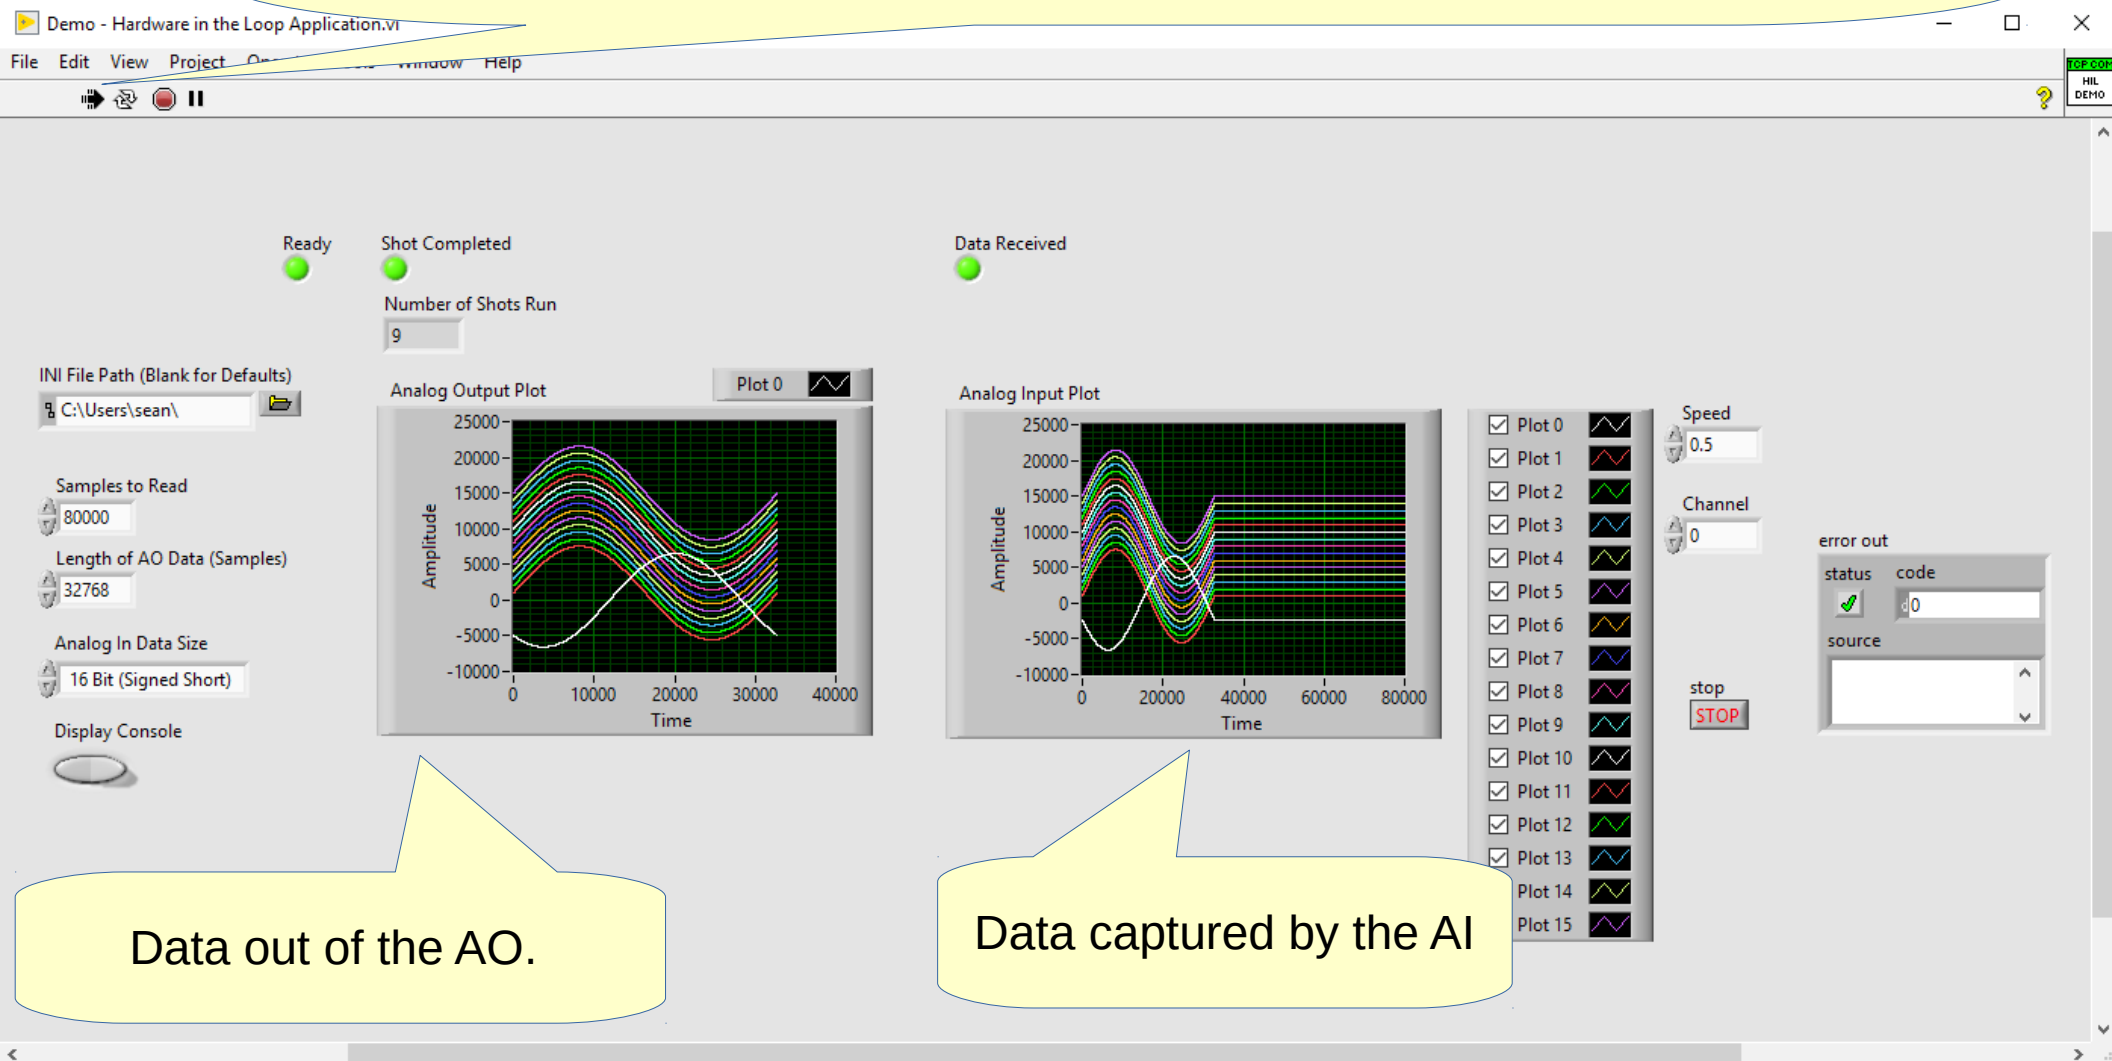 Demo - Hardware in the Loop Application.vi
File Edit View Project Window Help
TCP COM
HIL
DEMO
Ready
Shot Completed
Data Received
Number of Shots Run
9
INI File Path (Blank for Defaults)
C:\Users\sean\
Samples to Read
80000
Length of AO Data (Samples)
32768
Analog In Data Size
16 Bit (Signed Short)
Display Console
Analog Output Plot
Plot 0
25000
20000
15000
10000
5000
0
-5000
-10000
Amplitude
0 10000 20000 30000 40000
Time
Analog Input Plot
25000
20000
15000
10000
5000
0
-5000
-10000
Amplitude
0 20000 40000 60000 80000
Time
Plot 0
Plot 1
Plot 2
Plot 3
Plot 4
Plot 5
Plot 6
Plot 7
Plot 8
Plot 9
Plot 10
Plot 11
Plot 12
Plot 13
Plot 14
Plot 15
Speed
0.5
Channel
0
stop
STOP
error out
status code
d0
source
Data out of the AO.
Data captured by the AI